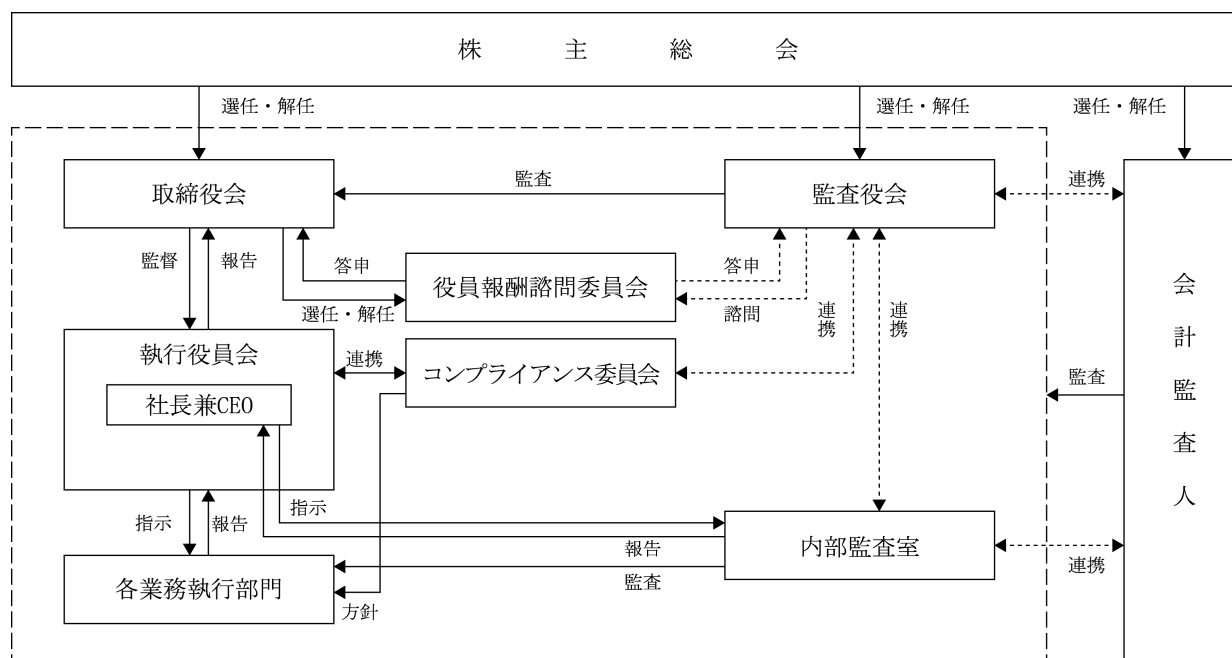 株主総会
選任・解任
選任・解任
選任・解任
取締役会
監査
監査役会
連携
監督
報告
答申
役員報酬諮問委員会
答申
選任・解任
諮問
連携
連携
会計監査人
執行役員会
連携
コンプライアンス委員会
社長兼CEO
監査
指示
報告
指示
報告
内部監査室
連携
各業務執行部門
監査
方針